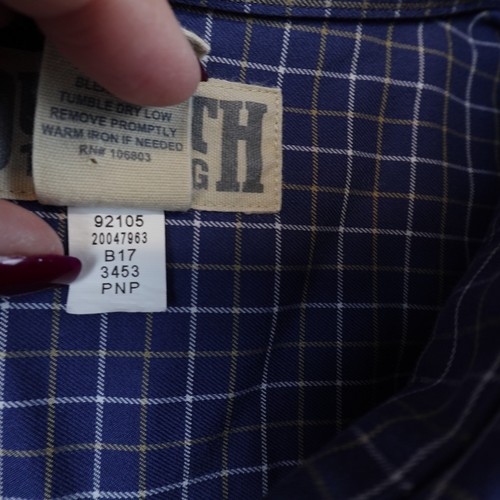 TUMBLE DRY LOW
REMOVE PROMPTLY
WARM IRON IF NEEDED
RN# 106803
TH
G
92105
20047963
B17
3453
PNP